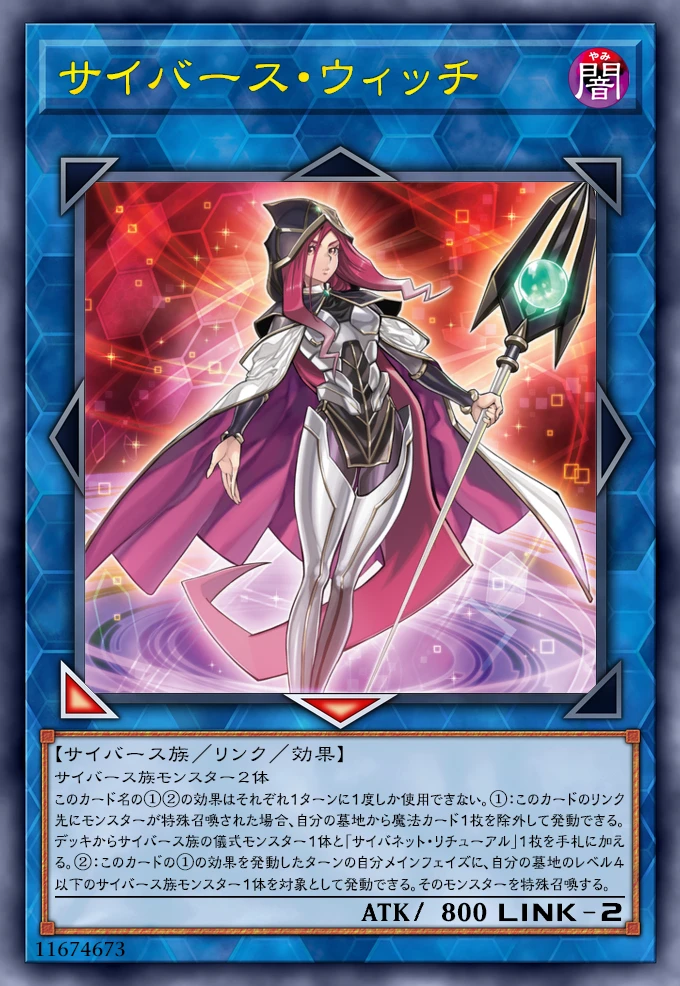 サイバース・ウィッチ
やみ
闇
【サイバース族／リンク／効果】
サイバース族モンスター２体
このカード名の①②の効果はそれぞれ1ターンに1度しか使用できない。①：このカードのリンク
先にモンスターが特殊召喚された場合、自分の墓地から魔法カード1枚を除外して発動できる。
デッキからサイバース族の儀式モンスター1体と「サイバネット・リチューアル」1枚を手札に加え
る。②：このカードの①の効果を発動したターンの自分メインフェイズに、自分の墓地のレベル４
以下のサイバース族モンスター1体を対象として発動できる。そのモンスターを特殊召喚する。
ATK/ 800 LINK-2
11674673